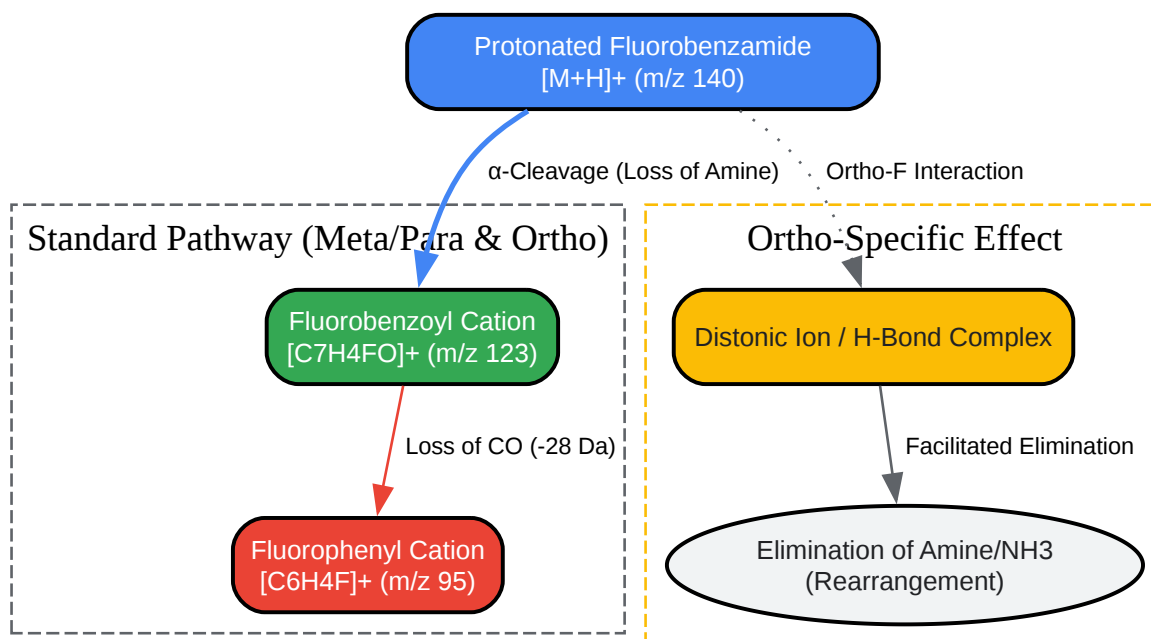 Protonated Fluorobenzamide
[M+H]+ (m/z 140)
α-Cleavage (Loss of Amine)
Ortho-F Interaction
Standard Pathway (Meta/Para & Ortho)
Fluorobenzoyl Cation
[C7H4FO]+ (m/z 123)
Loss of CO (-28 Da)
Fluorophenyl Cation
[C6H4F]+ (m/z 95)
Ortho-Specific Effect
Distonic Ion / H-Bond Complex
Facilitated Elimination
Elimination of Amine/NH3
(Rearrangement)